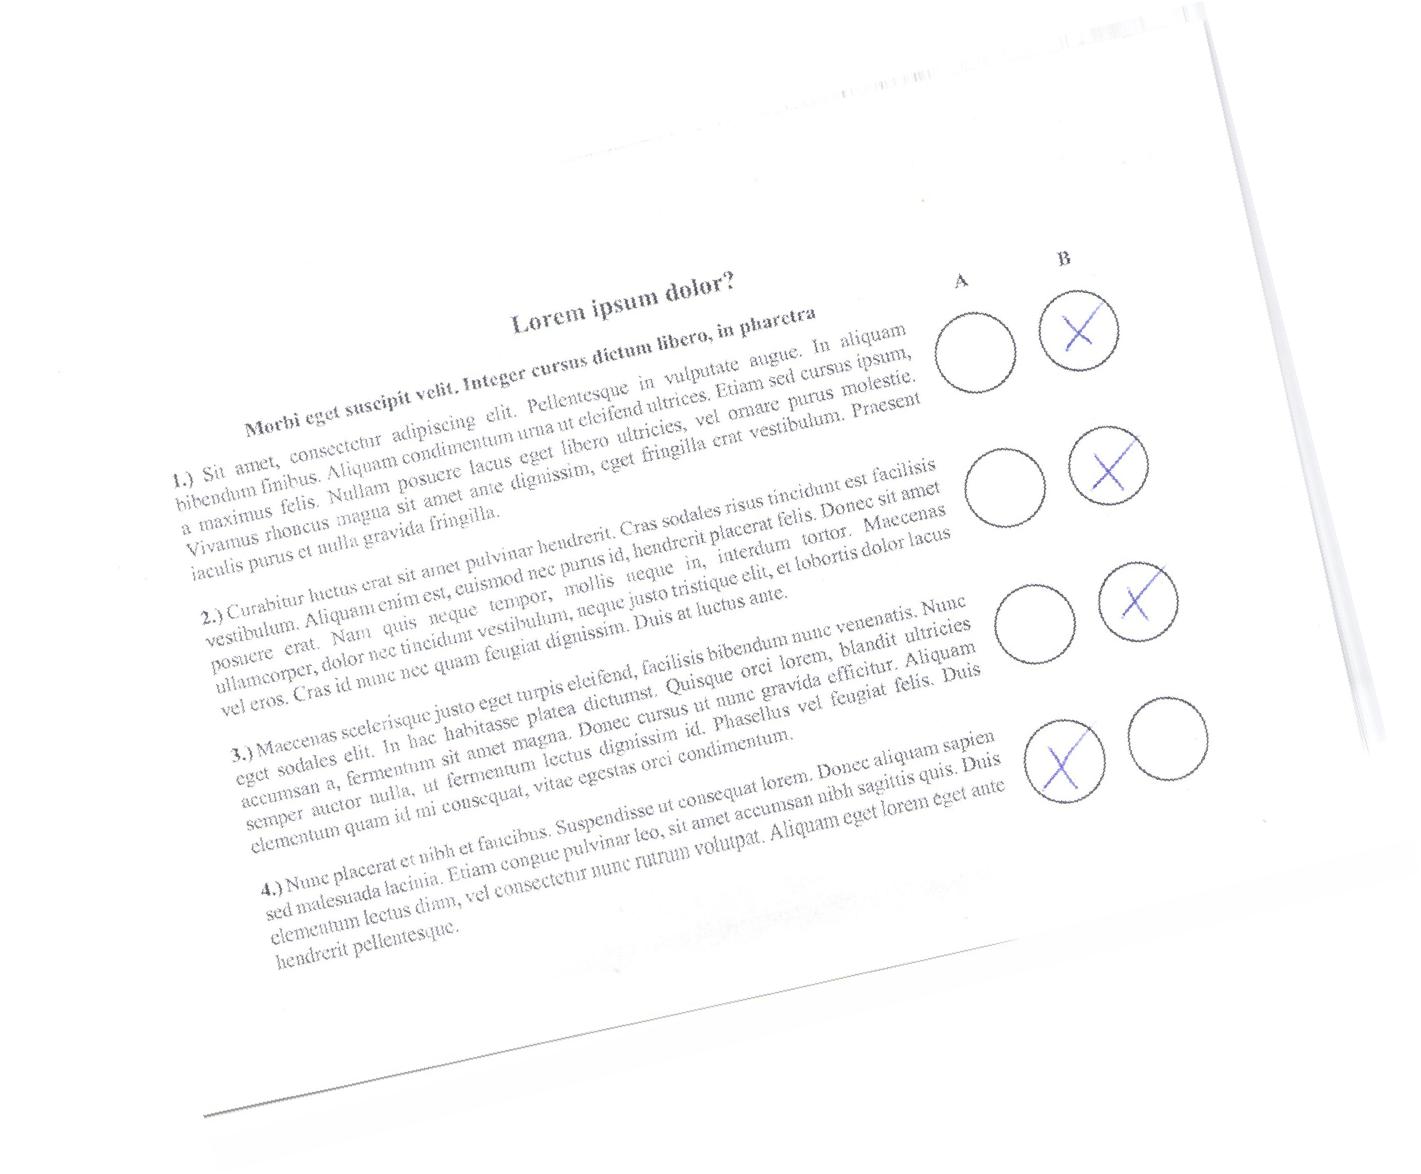 Lorem ipsum dolor?
Morbi eget suscipit velit. Integer cursus dictum libero, in pharetra
A B
1.) Sit amet, consectetur adipiscing elit. Pellentesque in vulputate augue. In aliquam
bibendum finibus. Aliquam condimentum urna ut eleifend ultrices. Etiam sed cursus ipsum,
a maximus felis. Nullam posuere lacus eget libero ultricies, vel ornare purus molestie.
Vivamus rhoncus magna sit amet ante dignissim, eget fringilla erat vestibulum. Praesent
iaculis purus et nulla gravida fringilla.
2.) Curabitur luctus erat sit amet pulvinar hendrerit. Cras sodales risus tincidunt est facilisis
vestibulum. Aliquam enim est, euismod nec purus id, hendrerit placerat felis. Donec sit amet
posuere erat. Nam quis neque tempor, mollis neque in, interdum tortor. Maecenas
ullamcorper, dolor nec tincidunt vestibulum, neque justo tristique elit, et lobortis dolor lacus
vel eros. Cras id nunc nec quam feugiat dignissim. Duis at luctus ante.
3.) Maecenas scelerisque justo eget turpis eleifend, facilisis bibendum nunc venenatis. Nunc
eget sodales elit. In hac habitasse platea dictumst. Quisque orci lorem, blandit ultricies
accumsan a, fermentum sit amet magna. Donec cursus ut nunc gravida efficitur. Aliquam
semper auctor nulla, ut fermentum lectus dignissim id. Phasellus vel feugiat felis. Duis
elementum quam id mi consequat, vitae egestas orci condimentum.
4.) Nunc placerat et nibh et faucibus. Suspendisse ut consequat lorem. Donec aliquam sapien
sed malesuada lacinia. Etiam congue pulvinar leo, sit amet accumsan nibh sagittis quis. Duis
elementum lectus diam, vel consectetur nunc rutrum volutpat. Aliquam eget lorem eget ante
hendrerit pellentesque.